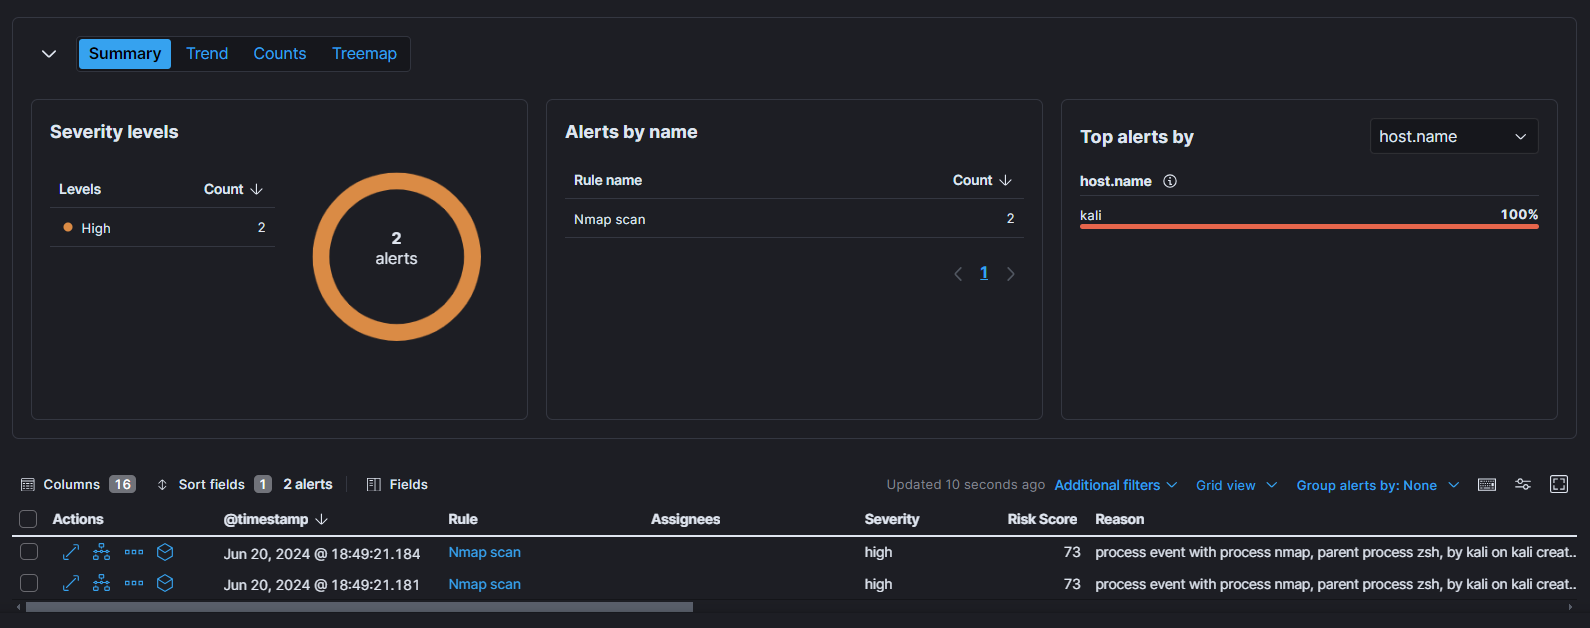 Summary Trend Counts Treemap
Severity levels
Levels Count
High 2
2
alerts
Alerts by name
Rule name Count
Nmap scan 2
1
Top alerts by host.name
host.name
kali 100%
Columns 16 Sort fields 1 2 alerts Fields Updated 10 seconds ago Additional filters Grid view Group alerts by: None
Actions @timestamp Rule Assignees Severity Risk Score Reason
Jun 20, 2024 @ 18:49:21.184 Nmap scan high 73 process event with process nmap, parent process zsh, by kali on kali creat..
Jun 20, 2024 @ 18:49:21.181 Nmap scan high 73 process event with process nmap, parent process zsh, by kali on kali creat..